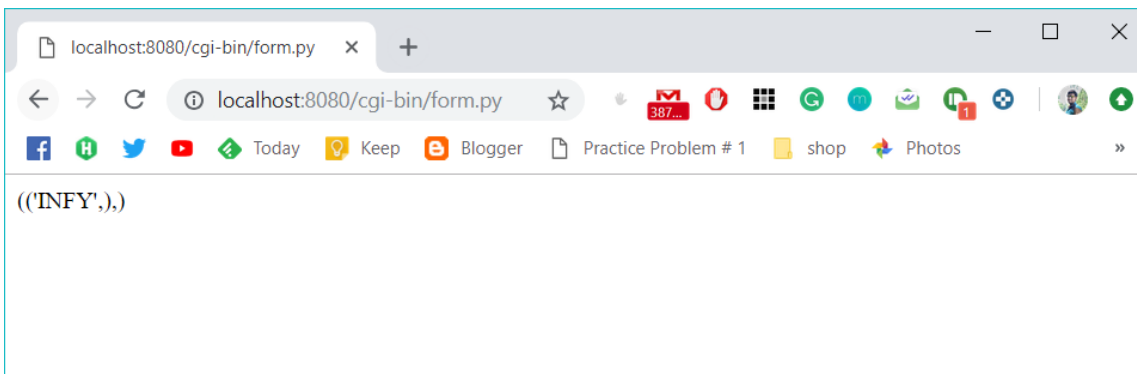 localhost:8080/cgi-bin/form.py
localhost:8080/cgi-bin/form.py 387... G m 1
f H Today Keep B Blogger Practice Problem # 1 shop Photos »
(('INFY',),)